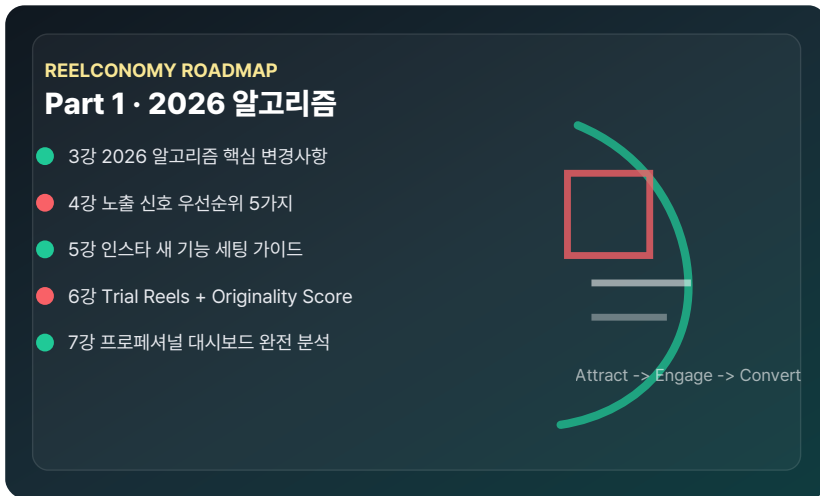 REELCONOMY ROADMAP
Part 1 · 2026 알고리즘
3강 2026 알고리즘 핵심 변경사항
4강 노출 신호 우선순위 5가지
5강 인스타 새 기능 세팅 가이드
6강 Trial Reels + Originality Score
7강 프로페셔널 대시보드 완전 분석
Attract -> Engage -> Convert